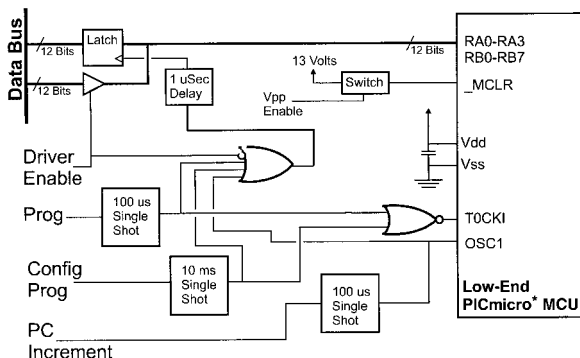 Data Bus
12 Bits
Latch
12 Bits
RA0-RA3
RB0-RB7
13 Volts
1 uSec
Delay
Switch
_MCLR
12 Bits
Vpp
Enable
Vdd
Vss
Driver
Enable
Prog
100 us
Single
Shot
T0CKI
OSC1
Config
Prog
10 ms
Single
Shot
100 us
Single
Shot
Low-End
PICmicro* MCU
PC
Increment